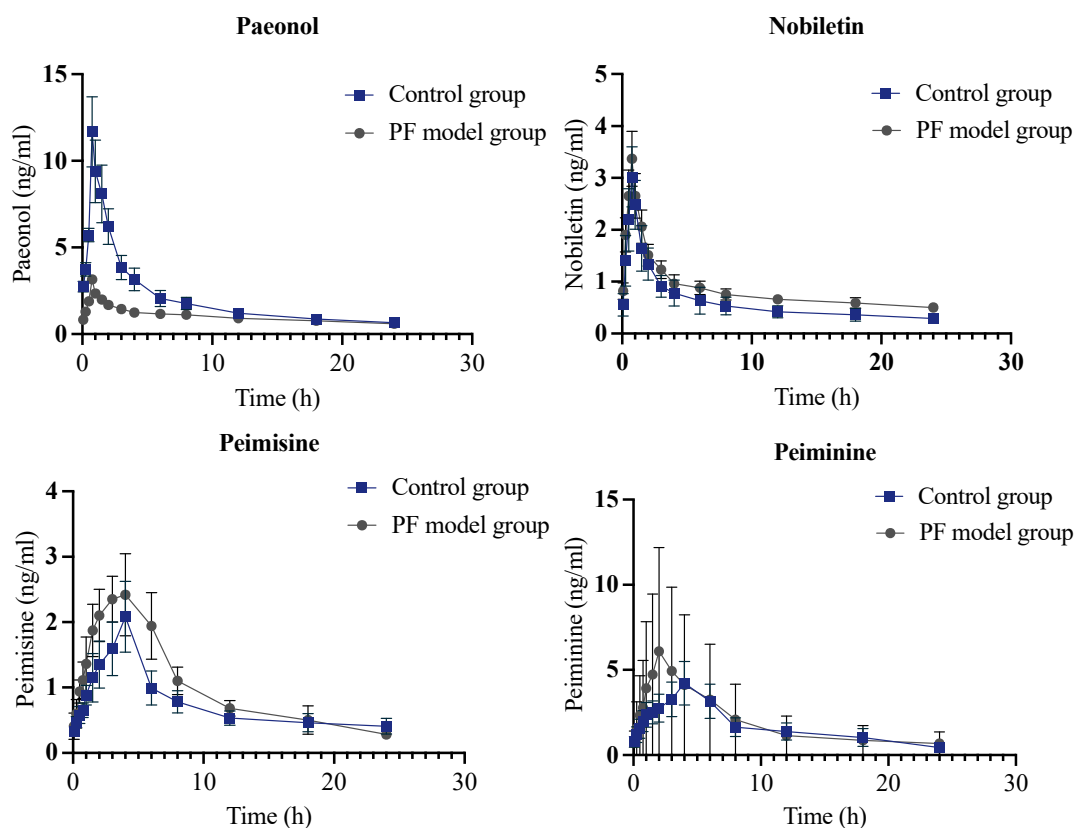 Paeonol
15
10
5
0
0
10
20
30
Paeonol (ng/ml)
Time (h)
Control group
PF model group
Nobiletin
5
4
3
2
1
0
0
10
20
30
Nobiletin (ng/ml)
Time (h)
Control group
PF model group
Peimisine
4
3
2
1
0
0
10
20
30
Peimisine (ng/ml)
Time (h)
Control group
PF model group
Peiminine
15
10
5
0
0
10
20
30
Peiminine (ng/ml)
Time (h)
Control group
PF model group